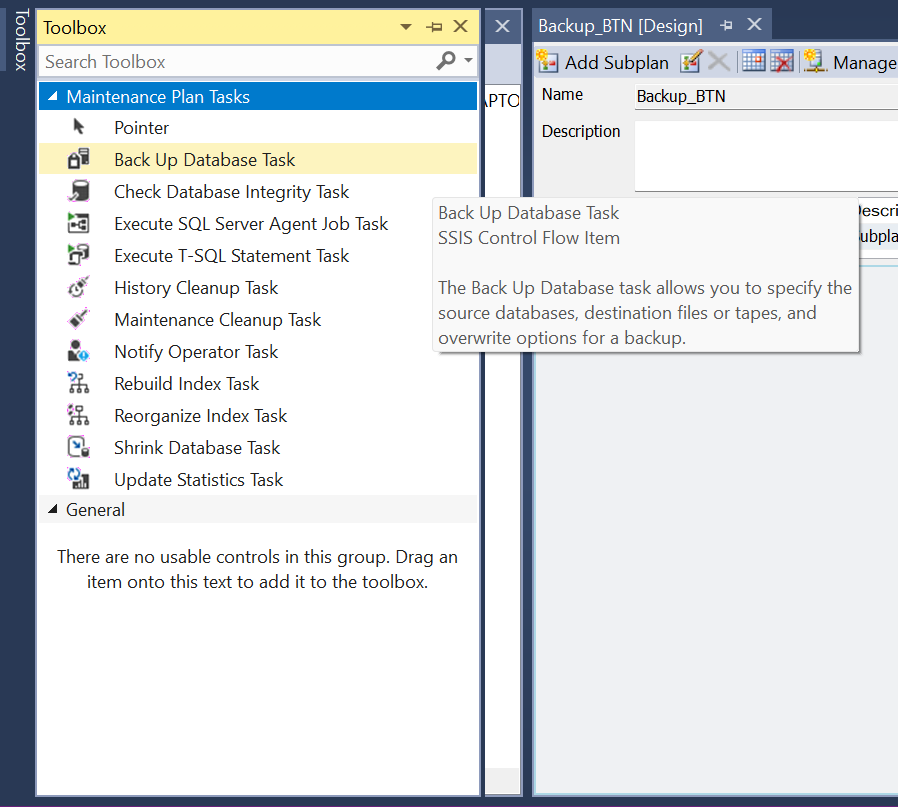 Toolbox
Toolbox
Search Toolbox
Maintenance Plan Tasks
Pointer
Back Up Database Task
Check Database Integrity Task
Execute SQL Server Agent Job Task
Execute T-SQL Statement Task
History Cleanup Task
Maintenance Cleanup Task
Notify Operator Task
Rebuild Index Task
Reorganize Index Task
Shrink Database Task
Update Statistics Task
General
There are no usable controls in this group. Drag an
item onto this text to add it to the toolbox.
APTO
Backup_BTN [Design]
Add Subplan
Manage
Name
Backup_BTN
Description
Descri
ubpla
Back Up Database Task
SSIS Control Flow Item
The Back Up Database task allows you to specify the
source databases, destination files or tapes, and
overwrite options for a backup.